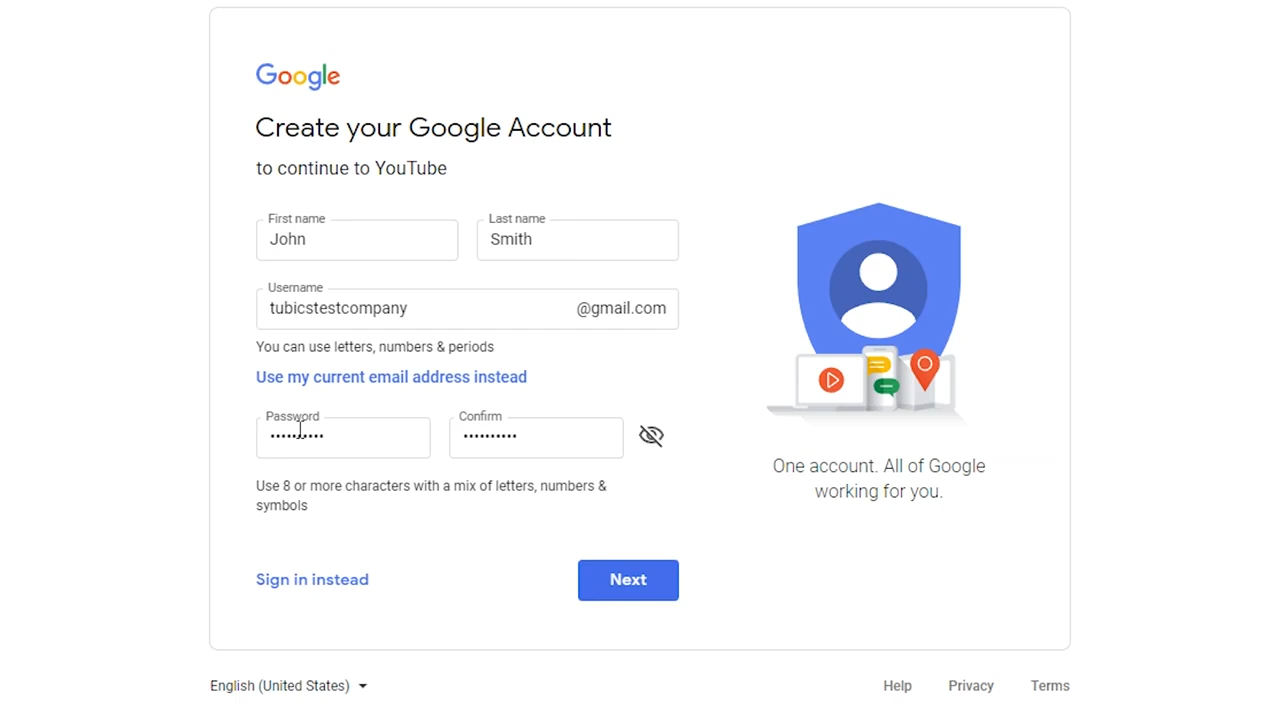 Google
Create your Google Account
to continue to YouTube
First name
Last name
John
Smith
Username
tubicstestcompany
@gmail.com
You can use letters, numbers & periods
Use my current email address instead
Password
Confirm
••••••••••
••••••••••
Use 8 or more characters with a mix of letters, numbers &
symbols
One account. All of Google
working for you.
Sign in instead
Next
English (United States)
Help
Privacy
Terms